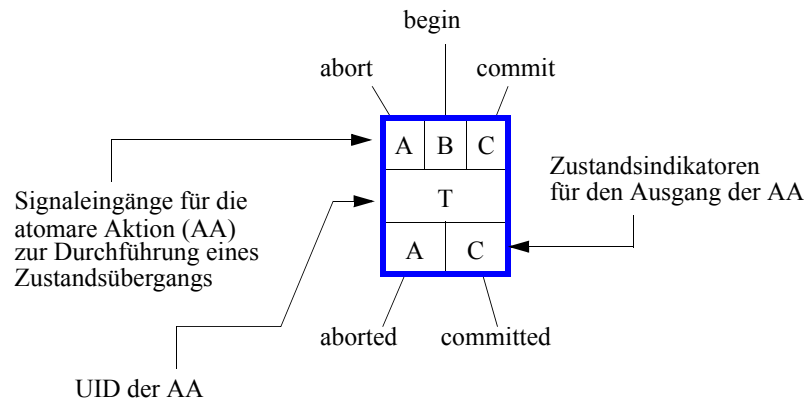 begin
abort
commit
A
B
C
Signaleingänge für die
atomare Aktion (AA)
zur Durchführung eines
Zustandsübergangs
T
Zustandsindikatoren
für den Ausgang der AA
A
C
aborted
committed
UID der AA